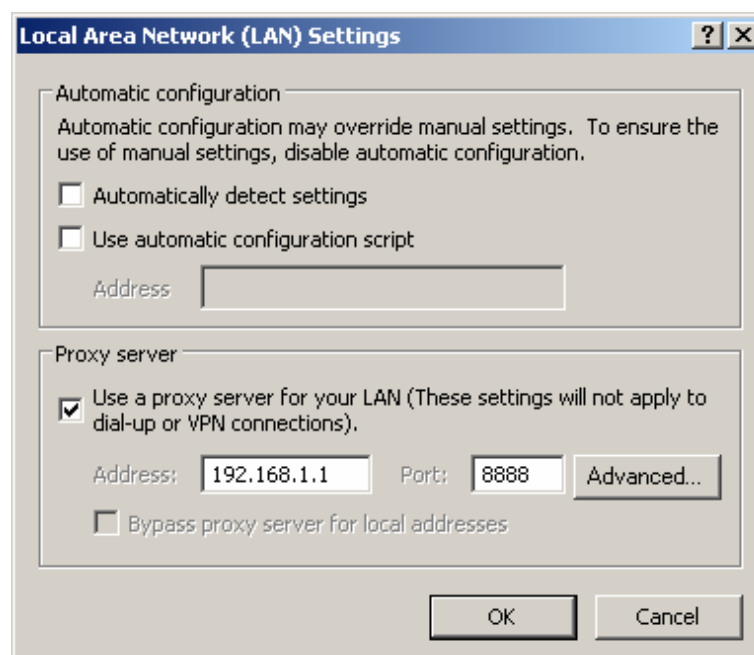 Local Area Network (LAN) Settings
Automatic configuration
Automatic configuration may override manual settings. To ensure the
use of manual settings, disable automatic configuration.
Automatically detect settings
Use automatic configuration script
Address
Proxy server
Use a proxy server for your LAN (These settings will not apply to
dial-up or VPN connections).
Address: 192.168.1.1 Port: 8888 Advanced...
Bypass proxy server for local addresses
OK Cancel